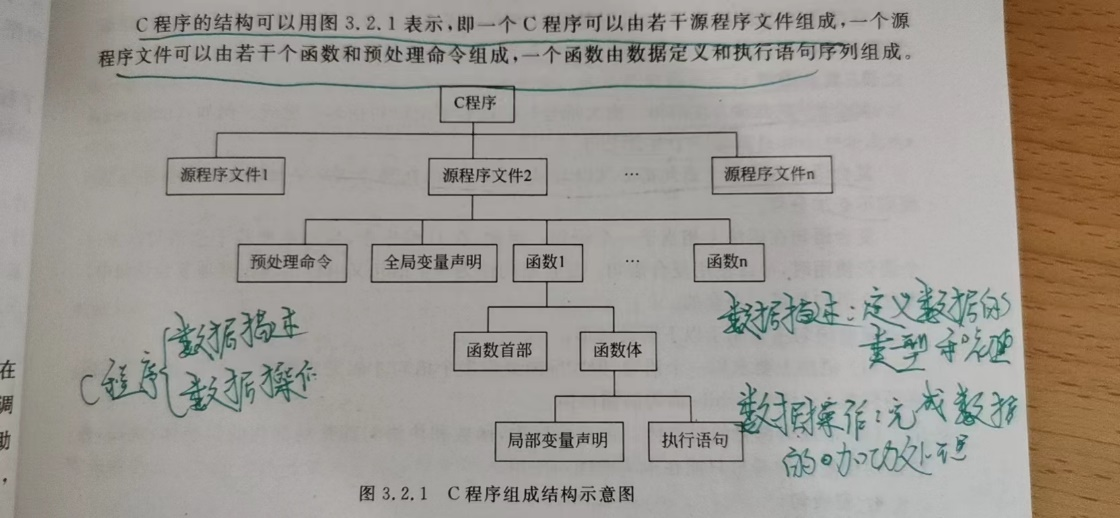 C程序的结构可以用图3.2.1表示,即一个C程序可以由若干源程序文件组成,一个源
程序文件可以由若干个函数和预处理命令组成,一个函数由数据定义和执行语句序列组成。
C程序
源程序文件1 源程序文件2 … 源程序文件n
预处理命令 全局变量声明 函数1 … 函数n
函数首部 函数体
局部变量声明 执行语句
C程序
数据描述
数据操作
数据描述:定义数据的
类型和
数据操作:完成数据
的加功处理
图3.2.1 C程序组成结构示意图
在
调
助